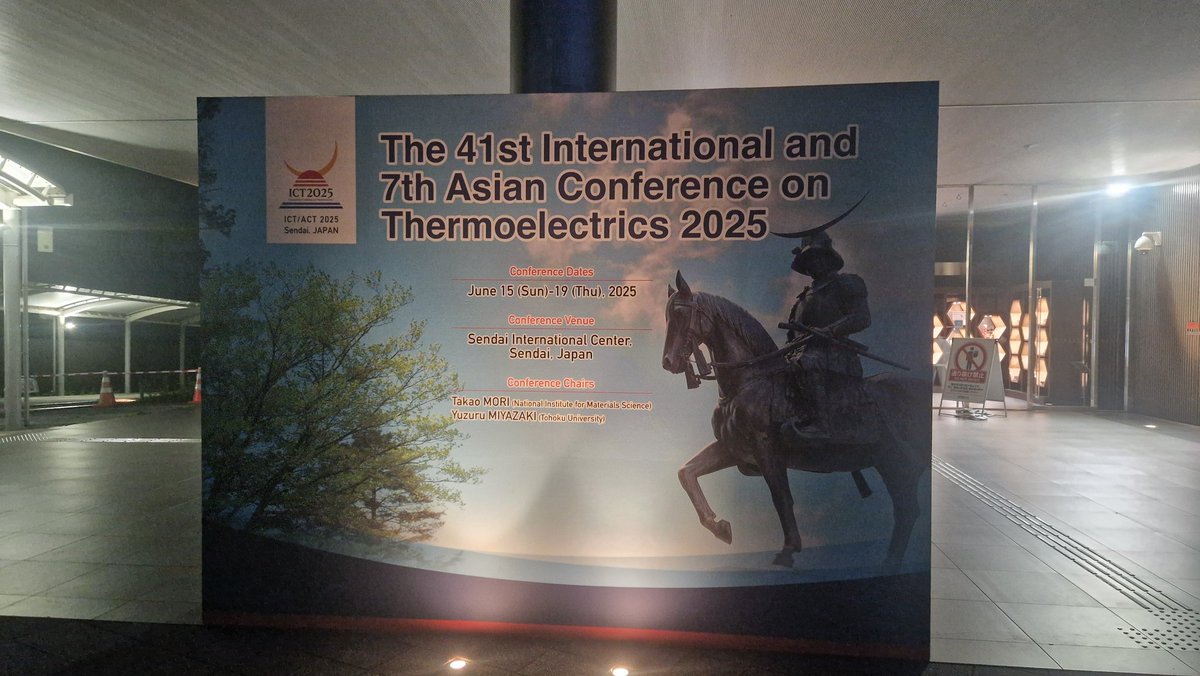 ICT2025
ICT/ACT 2025
Sendai, JAPAN
The 41st International and
7th Asian Conference on
Thermoelectrics 2025
Conference Dates
June 15 (Sun)-19 (Thu), 2025
Conference Venue
Sendai International Center,
Sendai, Japan
Conference Chairs
Takao MORI (National Institute for Materials Science)
Yuzuru MIYAZAKI (Tohoku University)